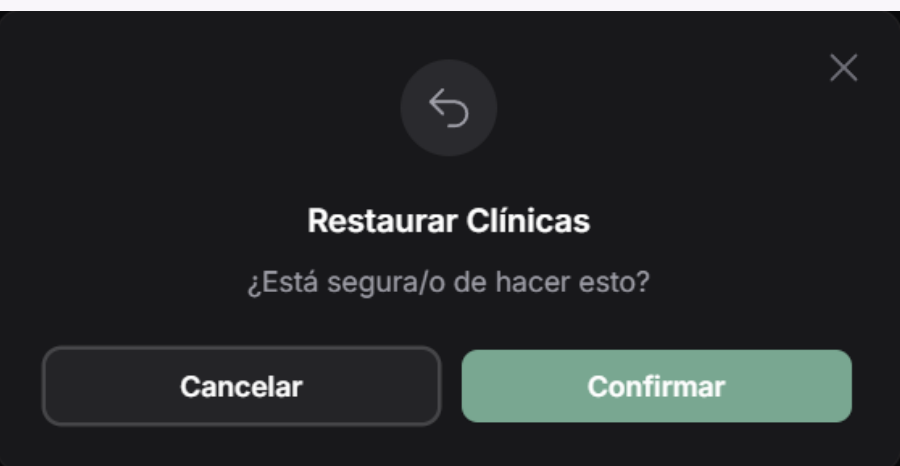 Restaurar Clínicas
¿Está segura/o de hacer esto?
Cancelar
Confirmar